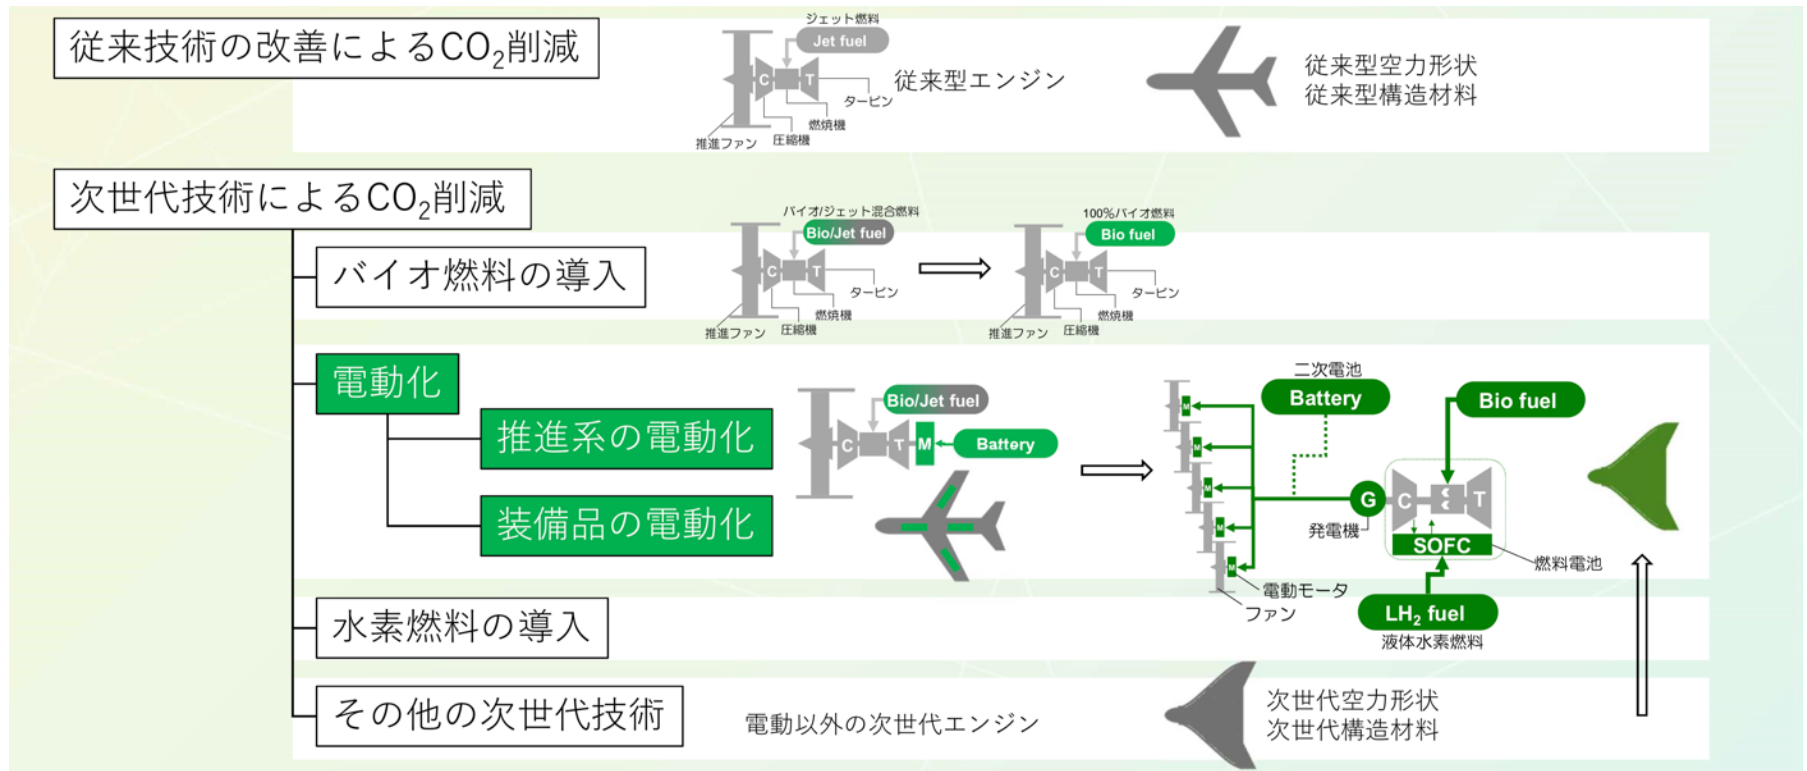 従来技術の改善によるCO₂削減
ジェット燃料
Jet fuel
C
T
従来型エンジン
タービン
燃焼機
圧縮機
推進ファン
従来型空力形状
従来型構造材料
次世代技術によるCO₂削減
バイオ燃料の導入
バイオ/ジェット混合燃料
Bio/Jet fuel
C
T
タービン
燃焼機
圧縮機
推進ファン
100%バイオ燃料
Bio fuel
C
T
タービン
燃焼機
圧縮機
推進ファン
電動化
推進系の電動化
装備品の電動化
Bio/Jet fuel
C
T
M
Battery
二次電池
Battery
Bio fuel
M
M
M
M
M
G
発電機
C
T
SOFC
燃料電池
電動モータ
ファン
LH₂ fuel
液体水素燃料
水素燃料の導入
その他の次世代技術
電動以外の次世代エンジン
次世代空力形状
次世代構造材料